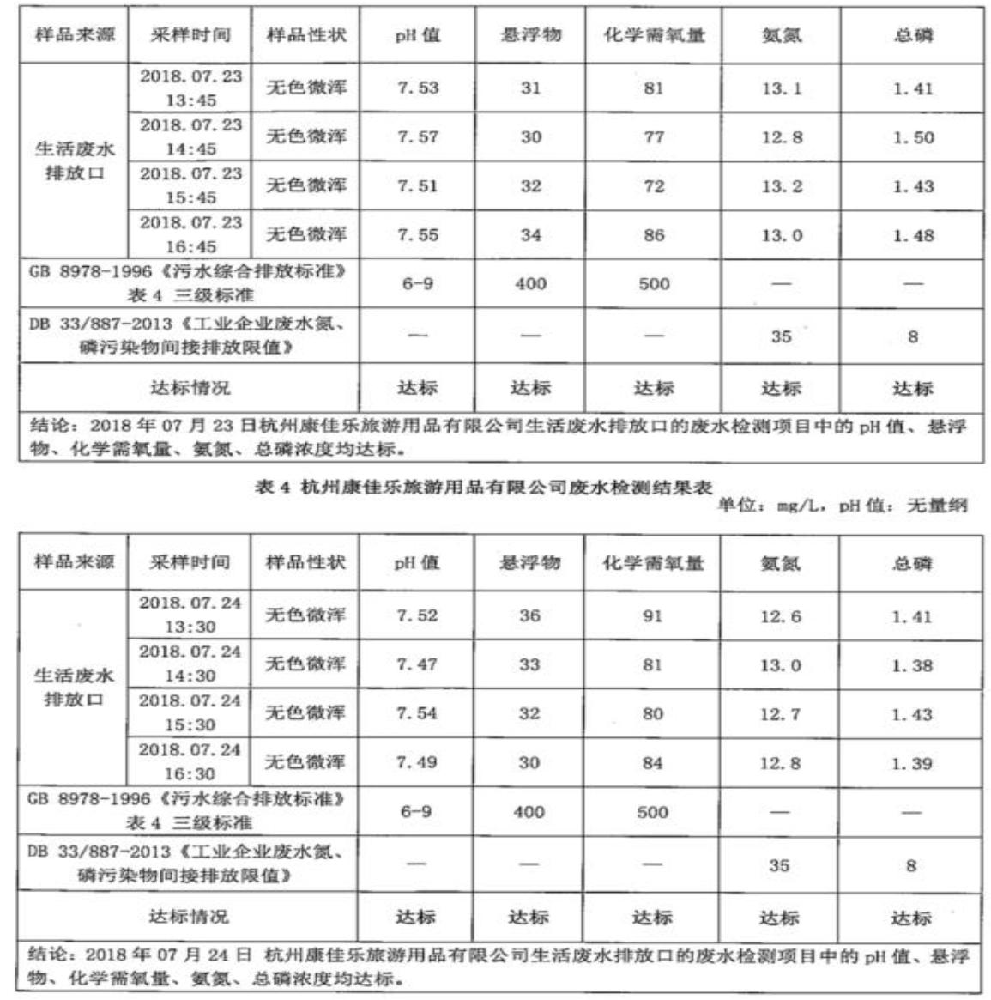 样品来源 采样时间 样品性状 pH 值 悬浮物 化学需氧量 氨氮 总磷
生活废水
排放口
2018.07.23
13:45
无色微浑 7.53 31 81 13.1 1.41
2018.07.23
14:45
无色微浑 7.57 30 77 12.8 1.50
2018.07.23
15:45
无色微浑 7.51 32 72 13.2 1.43
2018.07.23
16:45
无色微浑 7.55 34 86 13.0 1.48
GB 8978-1996《污水综合排放标准》
表 4 三级标准
6-9 400 500 — —
DB 33/887-2013《工业企业废水氮、
磷污染物间接排放限值》
— — — 35 8
达标情况 达标 达标 达标 达标 达标
结论：2018 年 07 月 23 日杭州康佳乐旅游用品有限公司生活废水排放口的废水检测项目中的 pH 值、悬浮
物、化学需氧量、氨氮、总磷浓度均达标。
表 4 杭州康佳乐旅游用品有限公司废水检测结果表
单位：mg/L，pH 值：无量纲
样品来源 采样时间 样品性状 pH 值 悬浮物 化学需氧量 氨氮 总磷
生活废水
排放口
2018.07.24
13:30
无色微浑 7.52 36 91 12.6 1.41
2018.07.24
14:30
无色微浑 7.47 33 81 13.0 1.38
2018.07.24
15:30
无色微浑 7.54 32 80 12.7 1.43
2018.07.24
16:30
无色微浑 7.49 30 84 12.8 1.39
GB 8978-1996《污水综合排放标准》
表 4 三级标准
6-9 400 500 — —
DB 33/887-2013《工业企业废水氮、
磷污染物间接排放限值》
— — — 35 8
达标情况 达标 达标 达标 达标 达标
结论：2018 年 07 月 24 日 杭州康佳乐旅游用品有限公司生活废水排放口的废水检测项目中的 pH 值、悬浮
物、化学需氧量、氨氮、总磷浓度均达标。